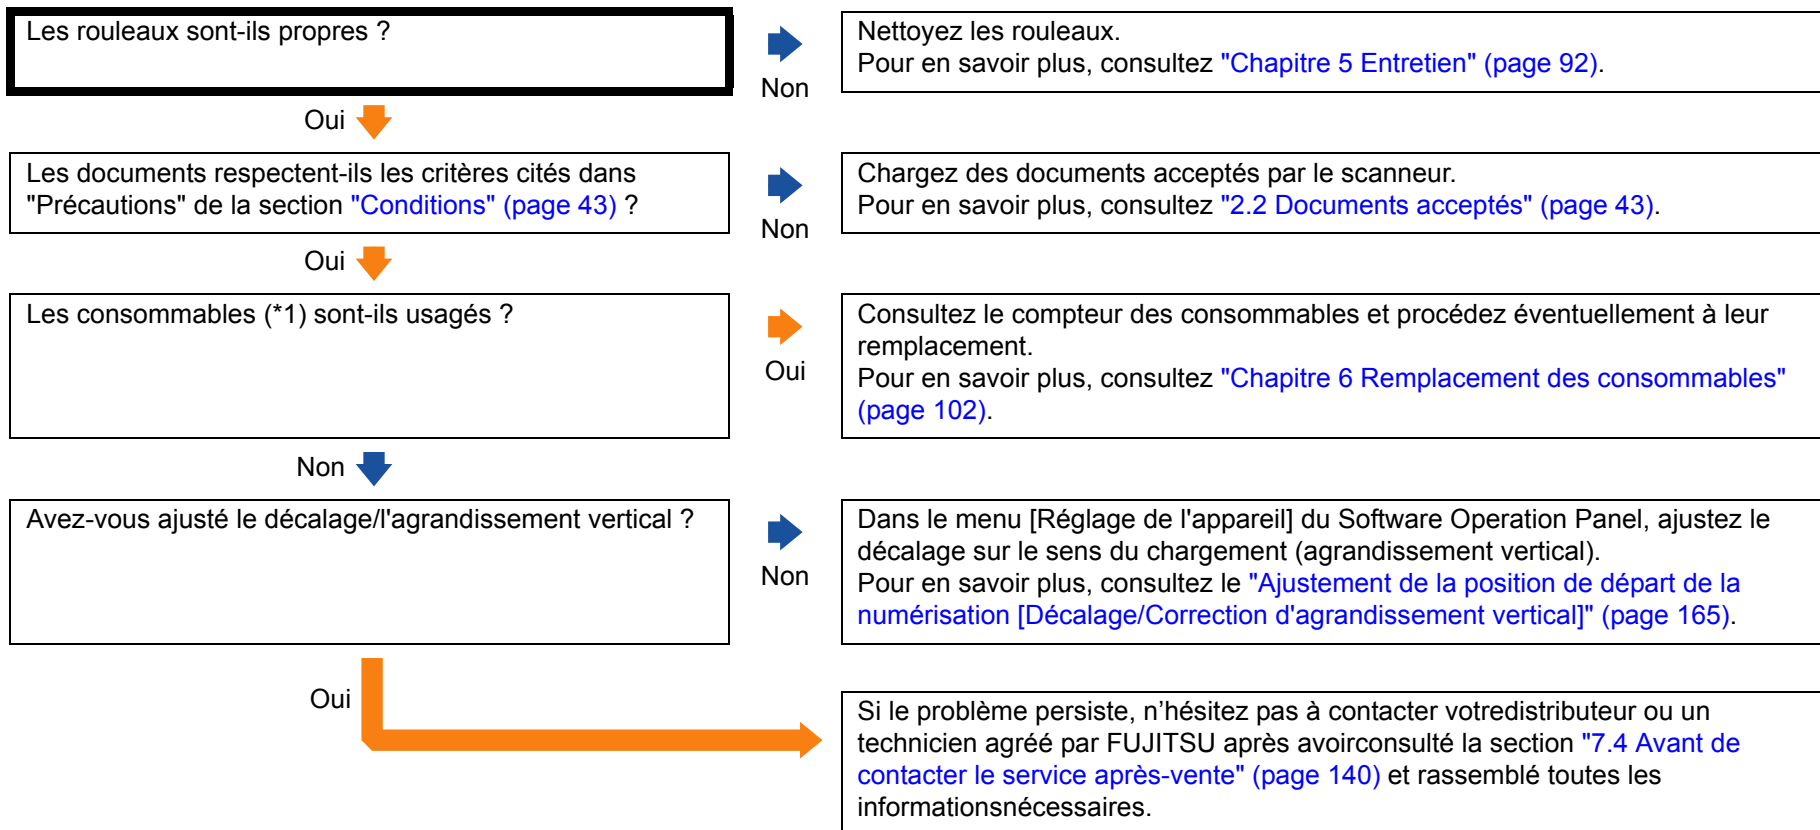 Les rouleaux sont-ils propres ?
Non
Nettoyez les rouleaux.
Pour en savoir plus, consultez "Chapitre 5 Entretien" (page 92).
Oui
Les documents respectent-ils les critères cités dans
"Précautions" de la section "Conditions" (page 43) ?
Non
Chargez des documents acceptés par le scanneur.
Pour en savoir plus, consultez "2.2 Documents acceptés" (page 43).
Oui
Les consommables (*1) sont-ils usagés ?
Oui
Consultez le compteur des consommables et procédez éventuellement à leur
remplacement.
Pour en savoir plus, consultez "Chapitre 6 Remplacement des consommables"
(page 102).
Non
Avez-vous ajusté le décalage/l'agrandissement vertical ?
Non
Dans le menu [Réglage de l'appareil] du Software Operation Panel, ajustez le
décalage sur le sens du chargement (agrandissement vertical).
Pour en savoir plus, consultez le "Ajustement de la position de départ de la
numérisation [Décalage/Correction d'agrandissement vertical]" (page 165).
Oui
Si le problème persiste, n’hésitez pas à contacter votredistributeur ou un
technicien agréé par FUJITSU après avoirconsulté la section "7.4 Avant de
contacter le service après-vente" (page 140) et rassemblé toutes les
informationsnécessaires.